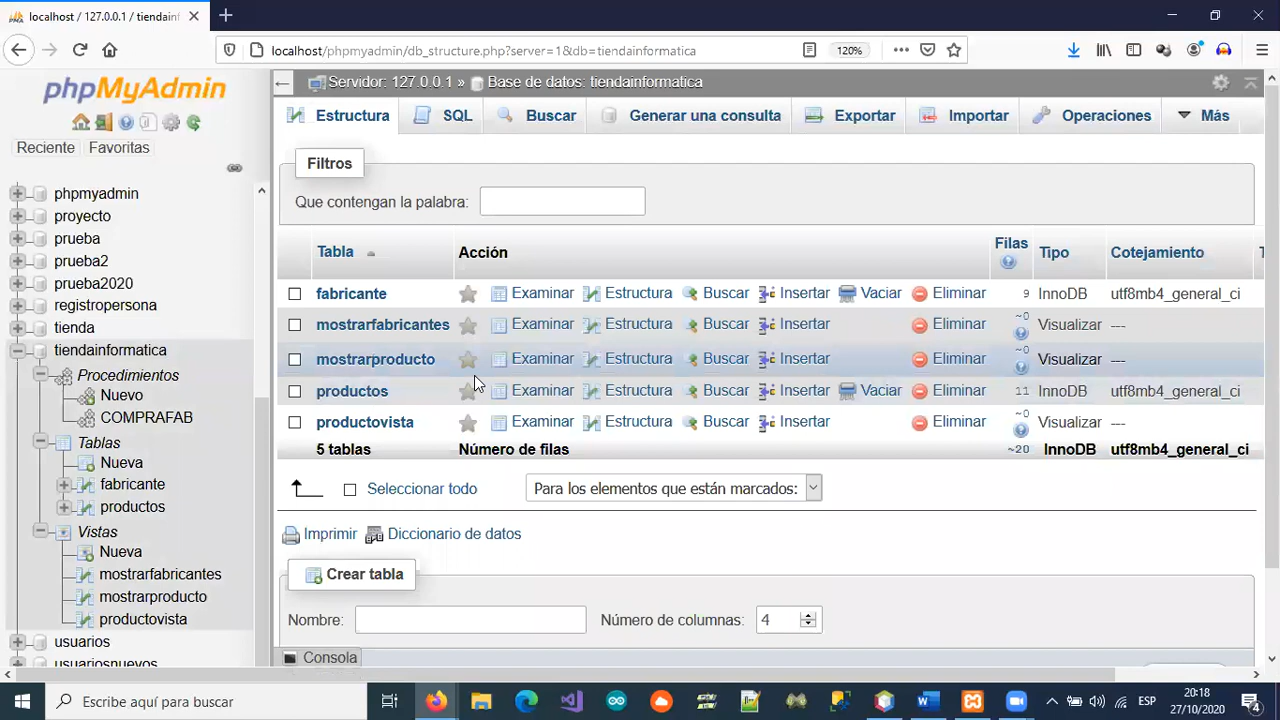 localhost / 127.0.0.1 / tiendainf
localhost/phpmyadmin/db_structure.php?server=1&db=tiendainformatica
120%
phpMyAdmin
Reciente Favoritas
phpmyadmin
proyecto
prueba
prueba2
prueba2020
registropersona
tienda
tiendainformatica
Procedimientos
Nuevo
COMPRAFAB
Tablas
Nueva
fabricante
productos
Vistas
Nueva
mostrarfabricantes
mostrarproducto
productovista
usuarios
usuariosnuevos
Servidor: 127.0.0.1 » Base de datos: tiendainformatica
Estructura SQL Buscar Generar una consulta Exportar Importar Operaciones Más
Filtros
Que contengan la palabra:
Tabla Acción Filas Tipo Cotejamiento
fabricante Examinar Estructura Buscar Insertar Vaciar Eliminar 9 InnoDB utf8mb4_general_ci
mostrarfabricantes Examinar Estructura Buscar Insertar Eliminar ~0 Visualizar ---
mostrarproducto Examinar Estructura Buscar Insertar Eliminar ~0 Visualizar ---
productos Examinar Estructura Buscar Insertar Vaciar Eliminar 11 InnoDB utf8mb4_general_ci
productovista Examinar Estructura Buscar Insertar Eliminar ~0 Visualizar ---
5 tablas Número de filas ~20 InnoDB utf8mb4_general_ci
Seleccionar todo Para los elementos que están marcados:
Imprimir Diccionario de datos
Crear tabla
Nombre: Número de columnas: 4
Consola
Escribe aquí para buscar
ESP
20:18
27/10/2020
4